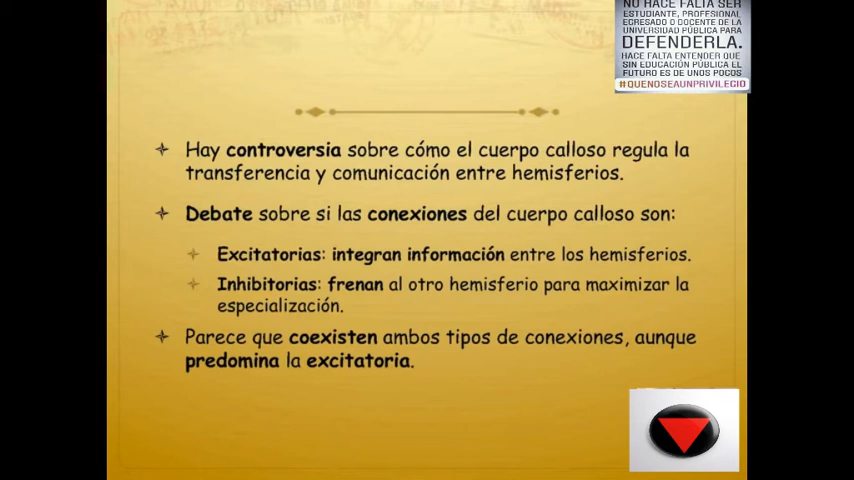 NO HACE FALTA SER
ESTUDIANTE, PROFESIONAL
EGRESADO O DOCENTE DE LA
UNIVERSIDAD PÚBLICA PARA
DEFENDERLA.
HACE FALTA ENTENDER QUE
SIN EDUCACIÓN PÚBLICA EL
FUTURO ES DE UNOS POCOS
#QUENOSEAUNPRIVILEGIO
Hay controversia sobre cómo el cuerpo calloso regula la
transferencia y comunicación entre hemisferios.
Debate sobre si las conexiones del cuerpo calloso son:
Excitatorias: integran información entre los hemisferios.
Inhibitorias: frenan al otro hemisferio para maximizar la
especialización.
Parece que coexisten ambos tipos de conexiones, aunque
predomina la excitatoria.